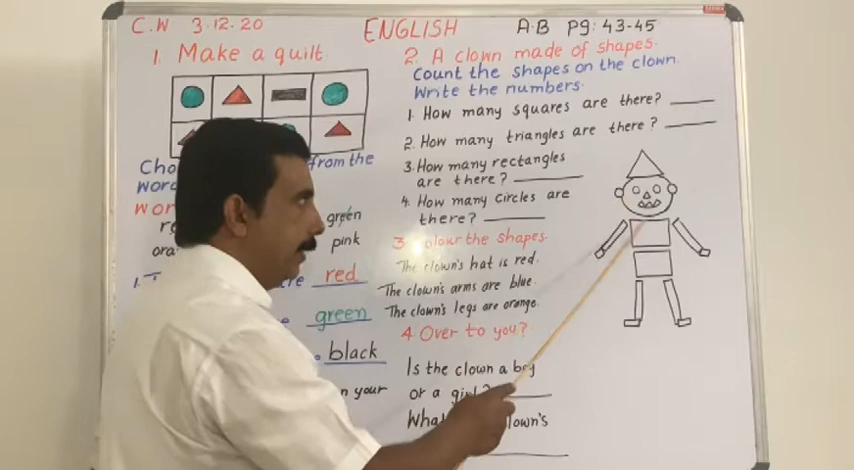 C.W 3.12.20 ENGLISH A.B Pg: 43-45
1. Make a quilt
from the
green
pink
red
green
black
n your
2. A clown made of shapes.
Count the shapes on the clown.
Write the numbers.
1. How many squares are there?
2. How many triangles are there?
3. How many rectangles
are there?
4. How many circles are
there?
3 colour the shapes.
The clown's hat is red.
The clown's arms are blue.
The clown's legs are orange.
4. Over to you?
Is the clown a boy
or a girl?